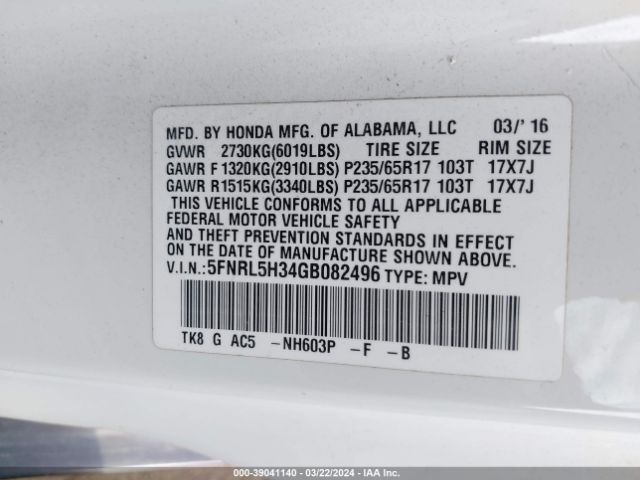 MFD. BY HONDA MFG. OF ALABAMA, LLC 03/' 16
GVWR 2730KG(6019LBS) TIRE SIZE RIM SIZE
GAWR F 1320KG(2910LBS) P235/65R17 103T 17X7J
GAWR R1515KG(3340LBS) P235/65R17 103T 17X7J
THIS VEHICLE CONFORMS TO ALL APPLICABLE
FEDERAL MOTOR VEHICLE SAFETY
AND THEFT PREVENTION STANDARDS IN EFFECT
ON THE DATE OF MANUFACTURE SHOWN ABOVE.
V.I.N.:5FNRL5H34GB082496 TYPE: MPV
TK8 G AC5 -NH603P -F -B
000-39041140 - 03/22/2024 - IAA Inc.